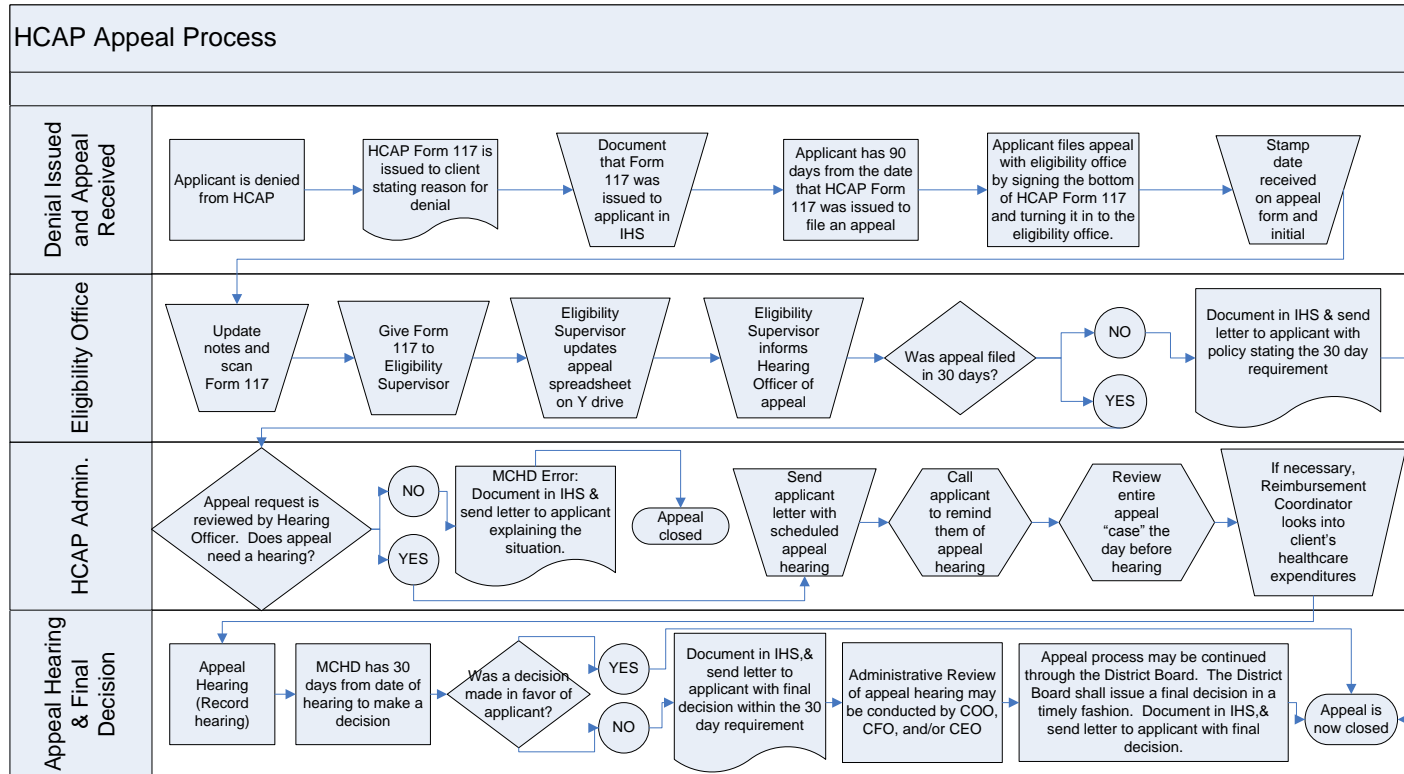 HCAP Appeal Process
Denial Issued
and Appeal
Received
Applicant is denied
from HCAP
HCAP Form 117 is
issued to client
stating reason for
denial
Document
that Form
117 was
issued to
applicant in
IHS
Applicant has 90
days from the date
that HCAP Form
117 was issued to
file an appeal
Applicant files appeal
with eligibility office
by signing the bottom
of HCAP Form 117
and turning it in to the
eligibility office.
Stamp
date
received
on appeal
form and
initial
Eligibility Office
Update
notes and
scan
Form 117
Give Form
117 to
Eligibility
Supervisor
Eligibility
Supervisor
updates
appeal
spreadsheet
on Y drive
Eligibility
Supervisor
informs
Hearing
Officer of
appeal
Was appeal filed
in 30 days?
NO
YES
Document in IHS & send
letter to applicant with
policy stating the 30 day
requirement
HCAP Admin.
Appeal request is
reviewed by Hearing
Officer. Does appeal
need a hearing?
NO
YES
MCHD Error:
Document in IHS &
send letter to applicant
explaining the
situation.
Appeal
closed
Send
applicant
letter with
scheduled
appeal
hearing
Call
applicant
to remind
them of
appeal
hearing
Review
entire
appeal
“case” the
day before
hearing
If necessary,
Reimbursement
Coordinator
looks into
client’s
healthcare
expenditures
Appeal Hearing
& Final
Decision
Appeal
Hearing
(Record
hearing)
MCHD has 30
days from date of
hearing to make a
decision
Was a decision
made in favor of
applicant?
YES
NO
Document in IHS,&
send letter to
applicant with final
decision within the 30
day requirement
Administrative Review
of appeal hearing may
be conducted by COO,
CFO, and/or CEO
Appeal process may be continued
through the District Board. The District
Board shall issue a final decision in a
timely fashion. Document in IHS,&
send letter to applicant with final
decision.
Appeal is
now closed